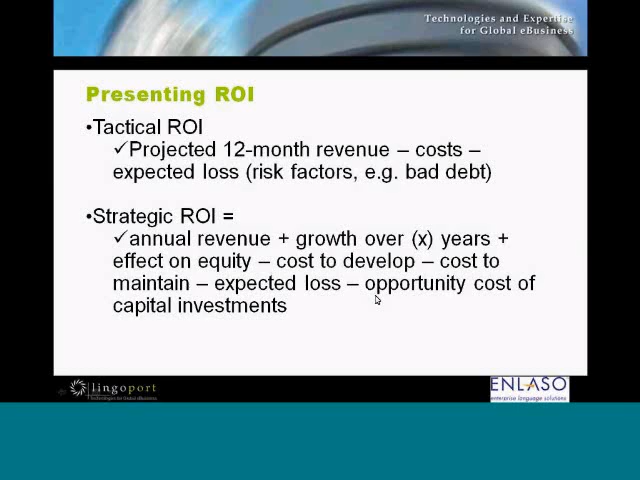 Technologies and Expertise
for Global eBusiness
Presenting ROI
•Tactical ROI
✓Projected 12-month revenue – costs –
expected loss (risk factors, e.g. bad debt)
•Strategic ROI =
✓annual revenue + growth over (x) years +
effect on equity – cost to develop – cost to
maintain – expected loss – opportunity cost of
capital investments
lingoport
Technologies for Global eBusiness
ENLASO
enterprise language solutions